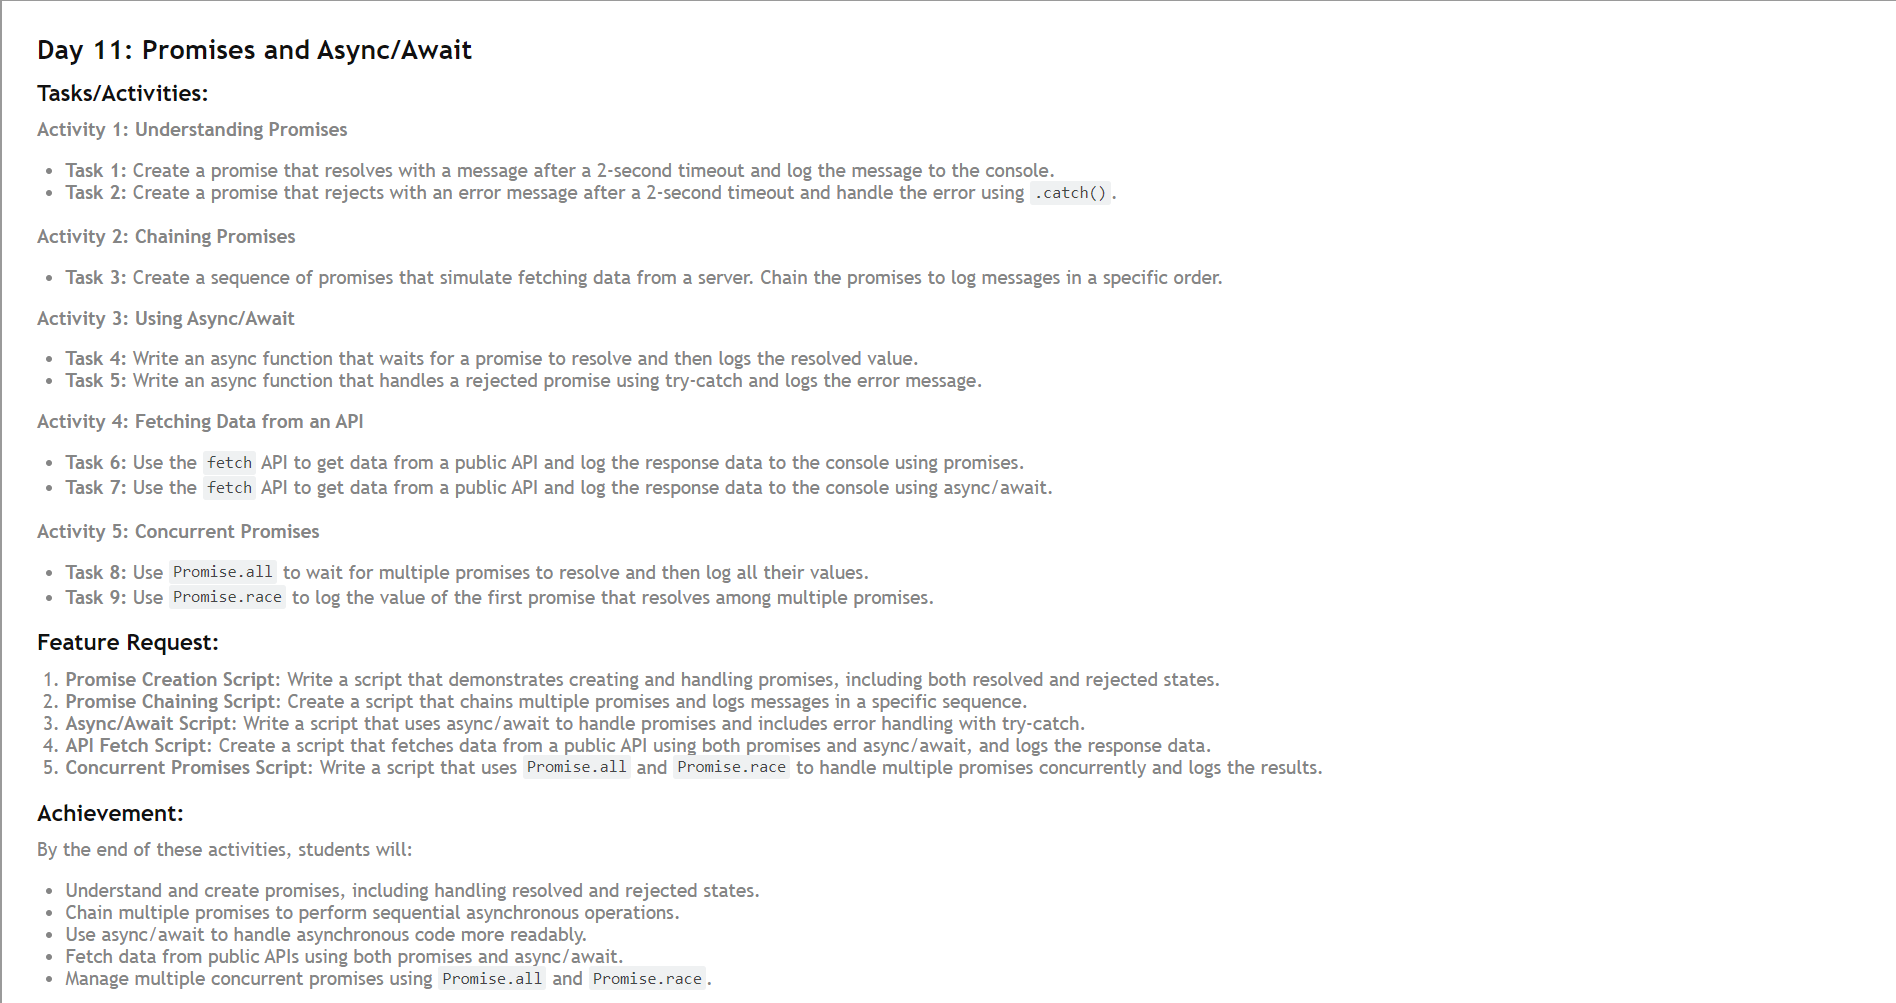 Day 11: Promises and Async/Await
Tasks/Activities:
Activity 1: Understanding Promises
• Task 1: Create a promise that resolves with a message after a 2-second timeout and log the message to the console.
• Task 2: Create a promise that rejects with an error message after a 2-second timeout and handle the error using .catch().
Activity 2: Chaining Promises
• Task 3: Create a sequence of promises that simulate fetching data from a server. Chain the promises to log messages in a specific order.
Activity 3: Using Async/Await
• Task 4: Write an async function that waits for a promise to resolve and then logs the resolved value.
• Task 5: Write an async function that handles a rejected promise using try-catch and logs the error message.
Activity 4: Fetching Data from an API
• Task 6: Use the fetch API to get data from a public API and log the response data to the console using promises.
• Task 7: Use the fetch API to get data from a public API and log the response data to the console using async/await.
Activity 5: Concurrent Promises
• Task 8: Use Promise.all to wait for multiple promises to resolve and then log all their values.
• Task 9: Use Promise.race to log the value of the first promise that resolves among multiple promises.
Feature Request:
1. Promise Creation Script: Write a script that demonstrates creating and handling promises, including both resolved and rejected states.
2. Promise Chaining Script: Create a script that chains multiple promises and logs messages in a specific sequence.
3. Async/Await Script: Write a script that uses async/await to handle promises and includes error handling with try-catch.
4. API Fetch Script: Create a script that fetches data from a public API using both promises and async/await, and logs the response data.
5. Concurrent Promises Script: Write a script that uses Promise.all and Promise.race to handle multiple promises concurrently and logs the results.
Achievement:
By the end of these activities, students will:
• Understand and create promises, including handling resolved and rejected states.
• Chain multiple promises to perform sequential asynchronous operations.
• Use async/await to handle asynchronous code more readably.
• Fetch data from public APIs using both promises and async/await.
• Manage multiple concurrent promises using Promise.all and Promise.race.